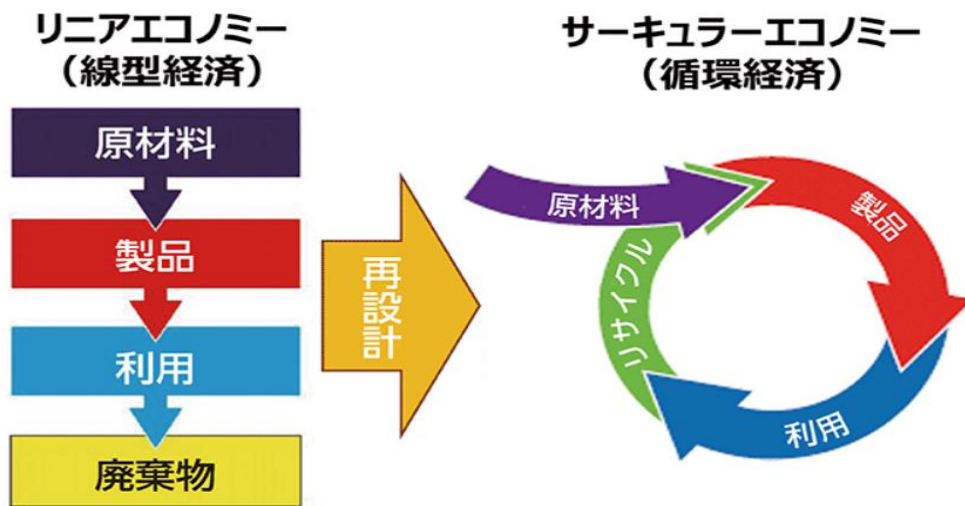 リニアエコノミー
（線型経済）
原材料
製品
利用
廃棄物
再設計
サーキュラーエコノミー
（循環経済）
原材料
製品
利用
リサイクル